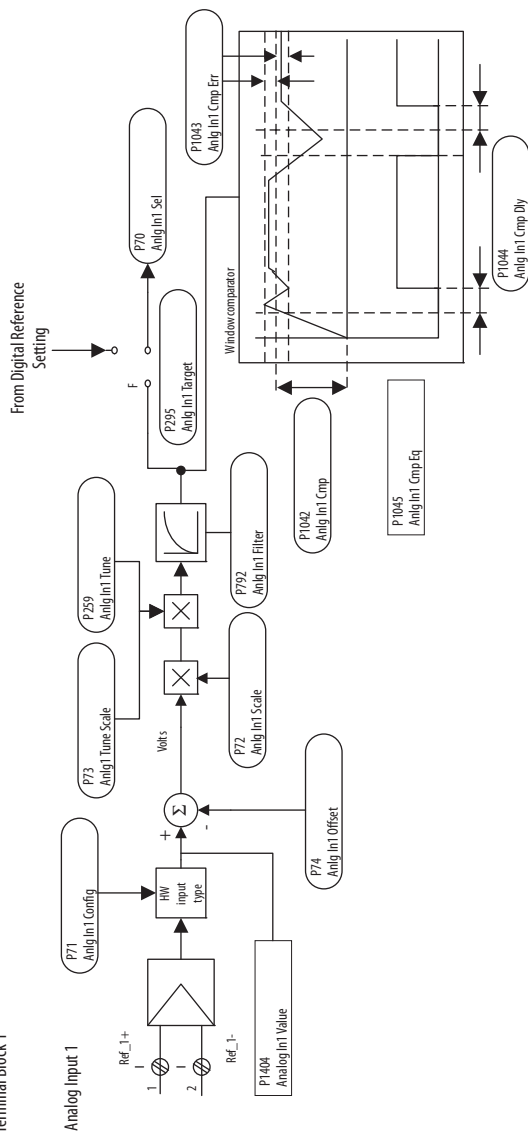 Terminal Block 1
Analog Input 1
1
2
Ref_1+
Ref_1-
P1404
Analog In1 Value
P71
Anlg In1 Config
HW
input
type
+
Σ
-
P74
Anlg In1 Offset
Volts
P73
Anlg1 Tune Scale
P72
Anlg In1 Scale
P259
Anlg In1 Tune
P792
Anlg In1 Filter
From Digital Reference
Setting
F
P295
Anlg In1 Target
P70
Anlg In1 Sel
Window comparator
P1043
Anlg In1 Cmp Err
P1042
Anlg In1 Cmp
P1045
Anlg In1 Cmp Eq
P1044
Anlg In1 Cmp Dly